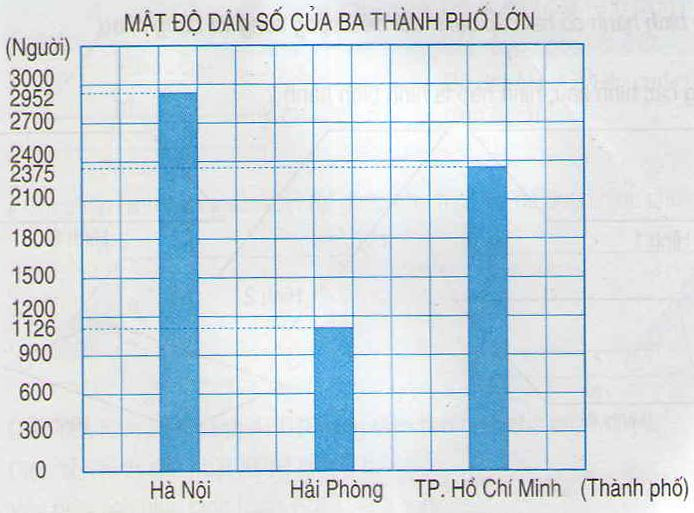 MẬT ĐỘ DÂN SỐ CỦA BA THÀNH PHỐ LỚN
(Người)
3000
2952
2700
2400
2375
2100
1800
1500
1200
1126
900
600
300
0
Hà Nội
Hải Phòng
TP. Hồ Chí Minh
(Thành phố)